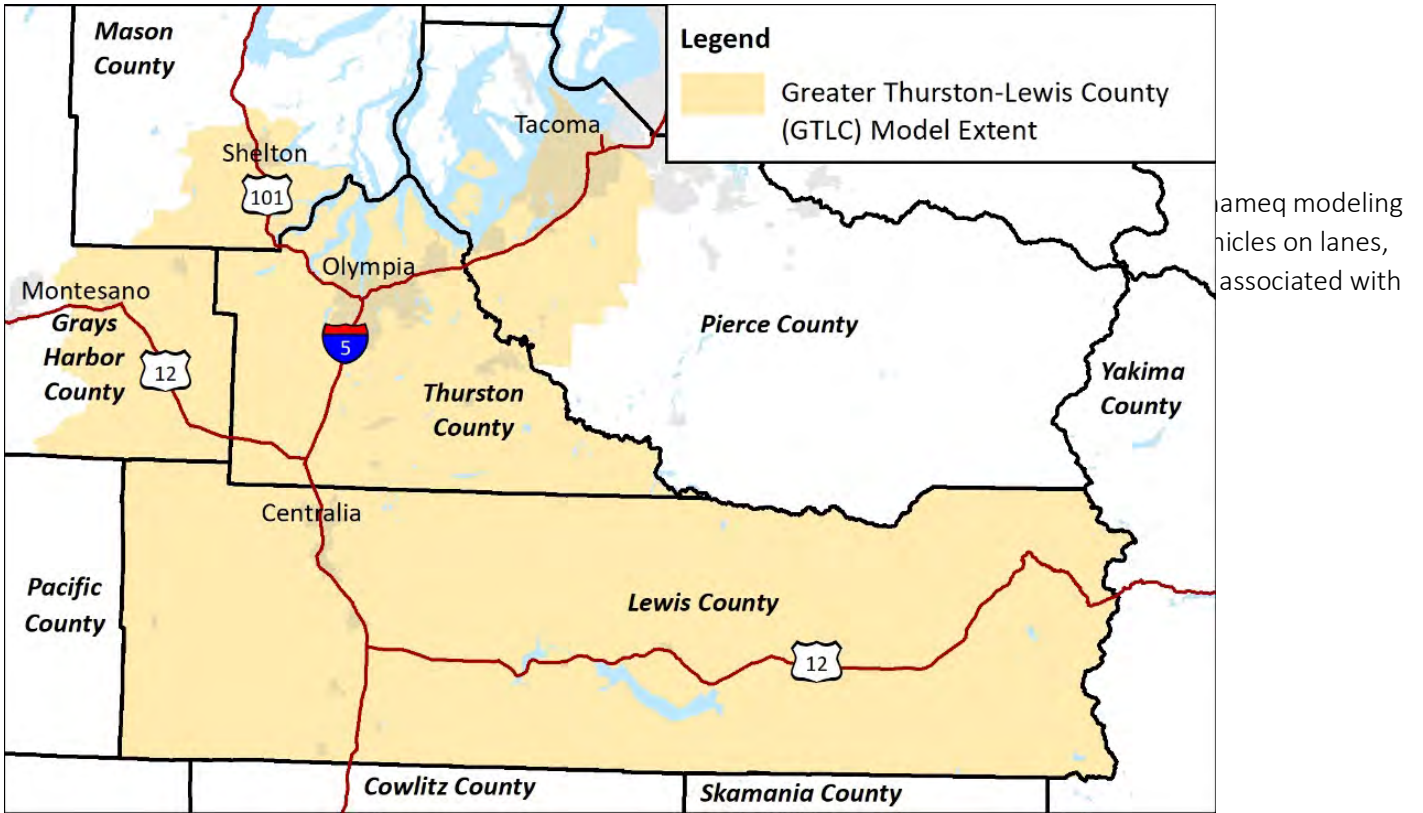 Mason
County
Legend
Greater Thurston-Lewis County
(GTLC) Model Extent
Tacoma
Shelton
101
modeling
on lanes,
associated with
Olympia
Montesano
Grays
Harbor
County
12
5
Pierce County
Thurston
County
Yakima
County
Centralia
Pacific
County
Lewis County
12
Cowlitz County
Skamania County